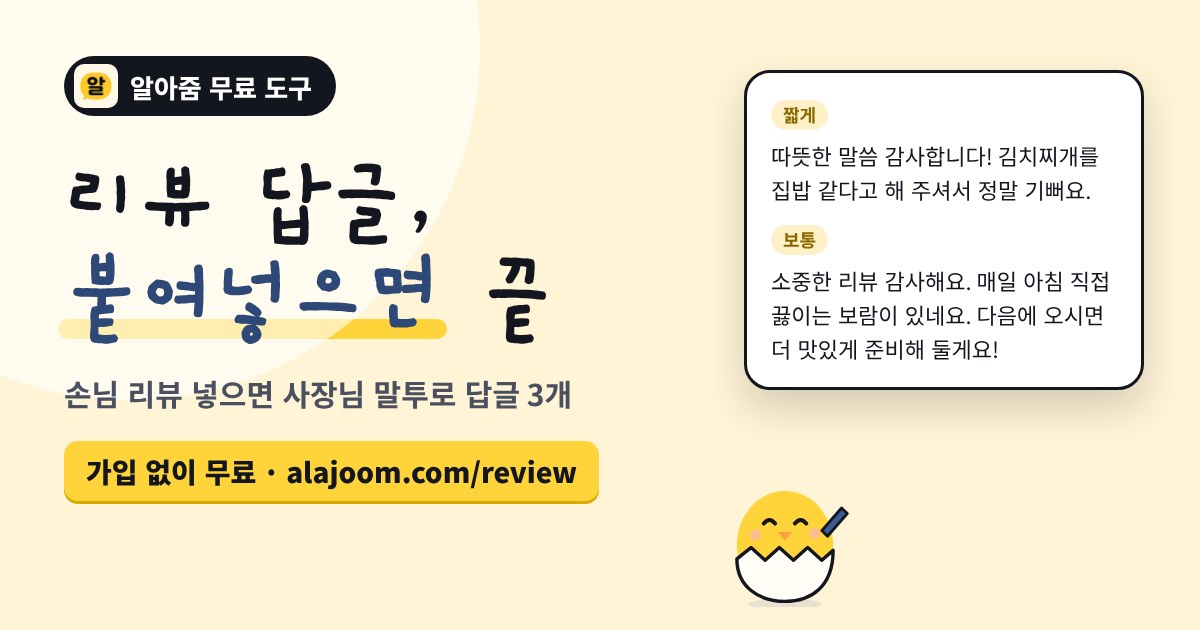 알
알아줌 무료 도구
리뷰 답글,
붙여넣으면 끝
손님 리뷰 넣으면 사장님 말투로 답글 3개
가입 없이 무료 · alajoom.com/review
짧게
따뜻한 말씀 감사합니다! 김치찌개를
집밥 같다고 해 주셔서 정말 기뻐요.
보통
소중한 리뷰 감사해요. 매일 아침 직접
끓이는 보람이 있네요. 다음에 오시면
더 맛있게 준비해 둘게요!